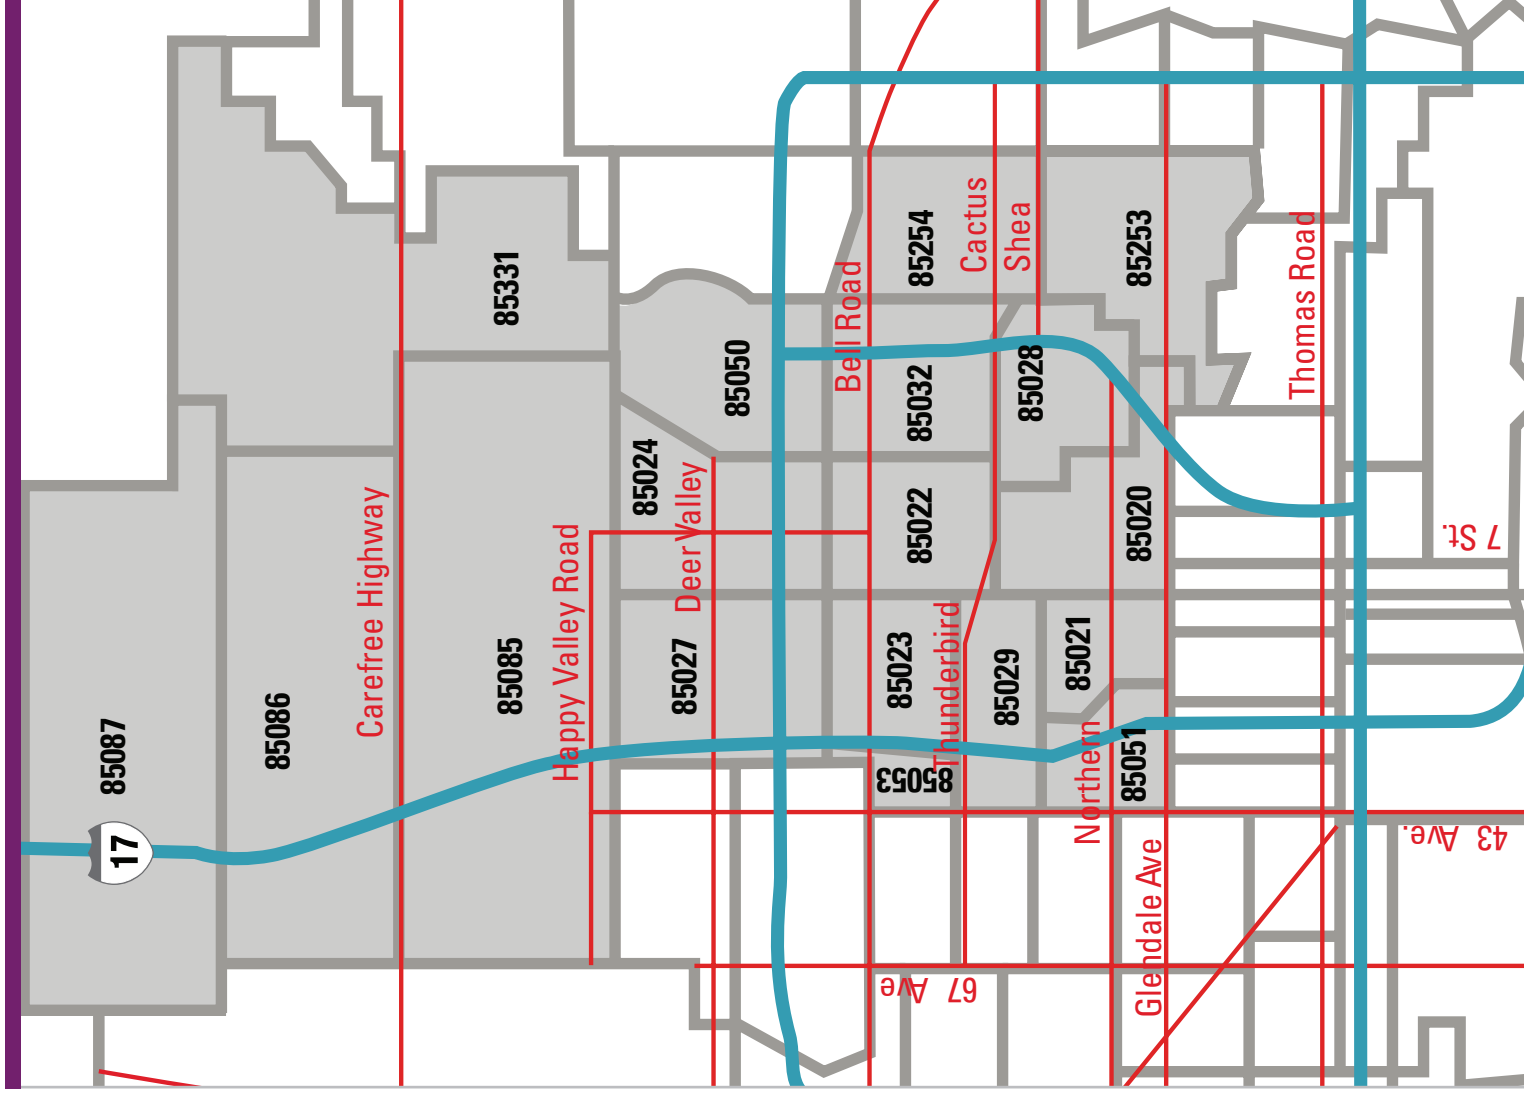 85087
17
85086
Carefree Highway
85331
85085
Happy Valley Road
85024
Deer Valley
85027
85050
Bell Road
85254
85032
85022
85023
85053
Cactus
Shea
Thunderbird
85028
85029
85021
Northern
85253
85020
85051
Glendale Ave
Thomas Road
7 St.
43 Ave.
67 Ave